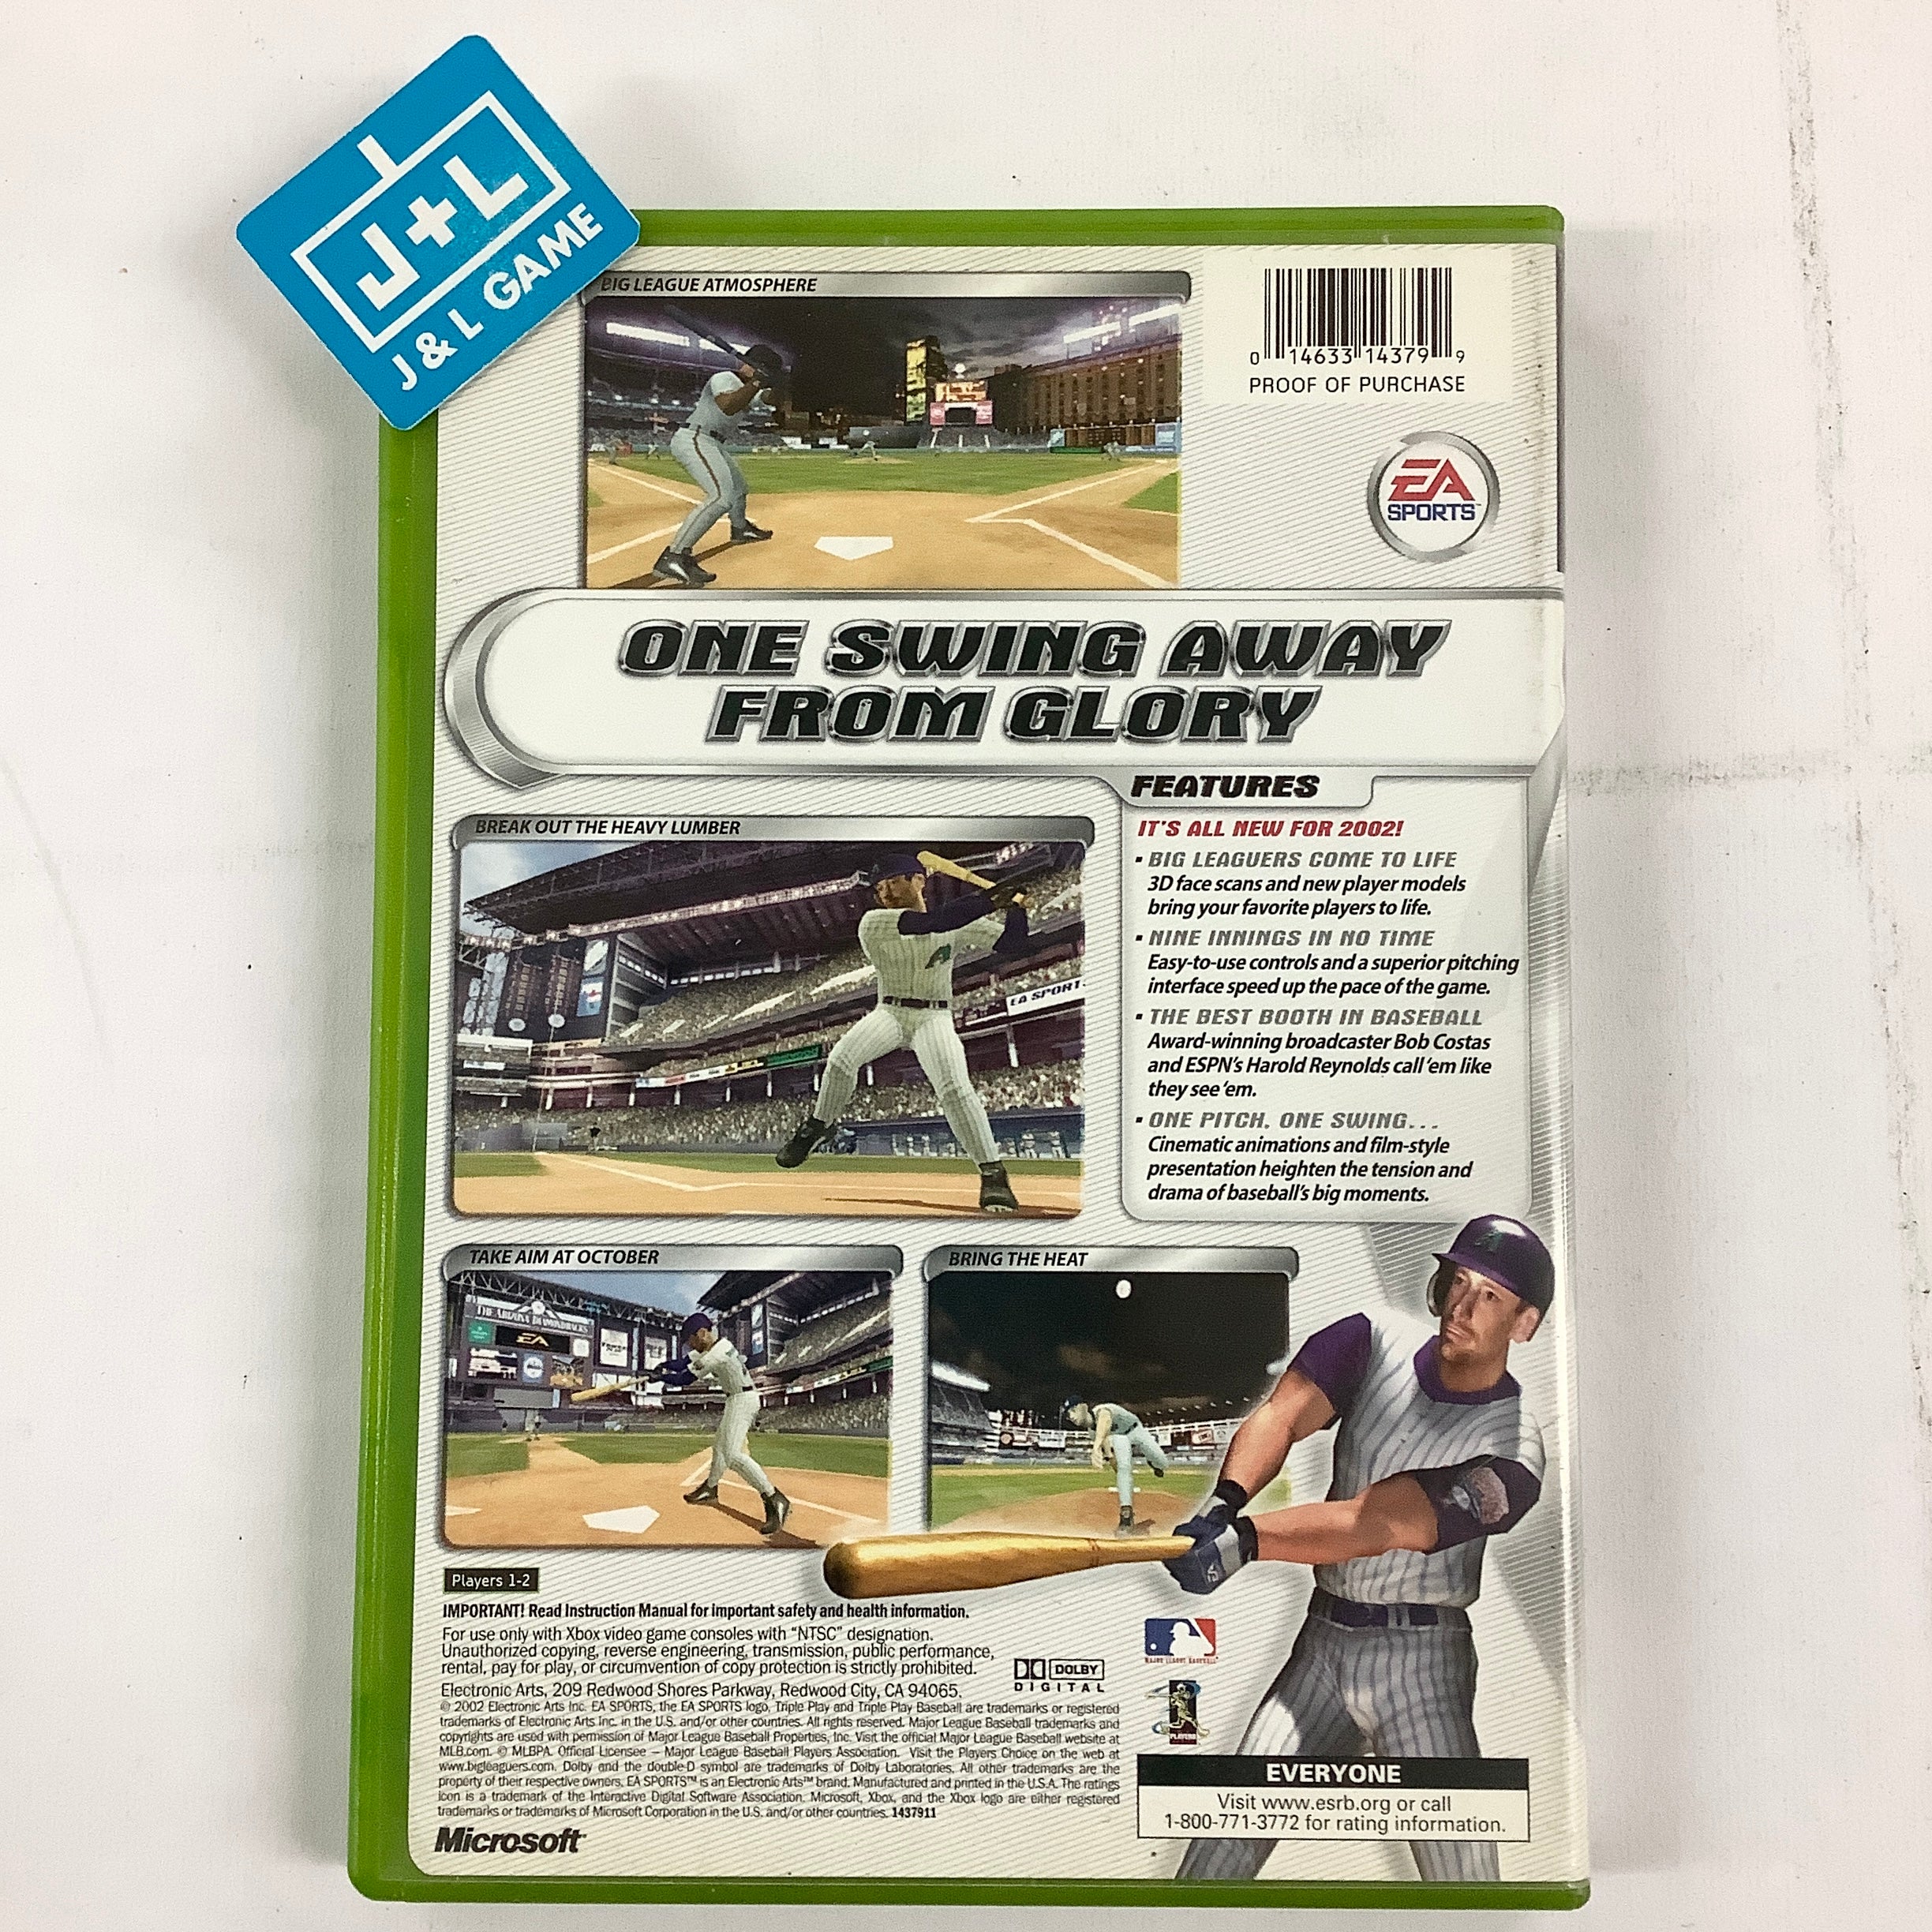 J+L
J & L GAME
BIG LEAGUE ATMOSPHERE
0 14633 14379 9
PROOF OF PURCHASE
EA
SPORTS™
ONE SWING AWAY
FROM GLORY
FEATURES
IT'S ALL NEW FOR 2002!
▪ BIG LEAGUERS COME TO LIFE
3D face scans and new player models
bring your favorite players to life.
▪ NINE INNINGS IN NO TIME
Easy-to-use controls and a superior pitching
interface speed up the pace of the game.
▪ THE BEST BOOTH IN BASEBALL
Award-winning broadcaster Bob Costas
and ESPN's Harold Reynolds call 'em like
they see 'em.
▪ ONE PITCH, ONE SWING...
Cinematic animations and film-style
presentation heighten the tension and
drama of baseball's big moments.
BREAK OUT THE HEAVY LUMBER
EA SPORT
TAKE AIM AT OCTOBER
THE ARIZONA DIAMONDBACKS
EA
BRING THE HEAT
Players 1-2
IMPORTANT! Read Instruction Manual for important safety and health information.
For use only with Xbox video game consoles with "NTSC" designation.
Unauthorized copying, reverse engineering, transmission, public performance,
rental, pay for play, or circumvention of copy protection is strictly prohibited.
Electronic Arts, 209 Redwood Shores Parkway, Redwood City, CA 94065.
© 2002 Electronic Arts Inc. EA SPORTS, the EA SPORTS logo, Triple Play and Triple Play Baseball are trademarks or registered
trademarks of Electronic Arts Inc. in the U.S. and/or other countries. All rights reserved. Major League Baseball trademarks and
copyrights are used with permission of Major League Baseball Properties, Inc. Visit the official Major League Baseball website at
MLB.com. © MLBPA. Official Licensee – Major League Baseball Players Association. Visit the Players Choice on the web at
www.bigleaguers.com. Dolby and the double-D symbol are trademarks of Dolby Laboratories. All other trademarks are the
property of their respective owners. EA SPORTS™ is an Electronic Arts™ brand. Manufactured and printed in the U.S.A. The ratings
icon is a trademark of the Interactive Digital Software Association. Microsoft, Xbox, and the Xbox logo are either registered
trademarks or trademarks of Microsoft Corporation in the U.S. and/or other countries. 1437911
DOLBY
DIGITAL
MAJOR LEAGUE BASEBALL
PLAYERS
Microsoft
EVERYONE
Visit www.esrb.org or call
1-800-771-3772 for rating information.